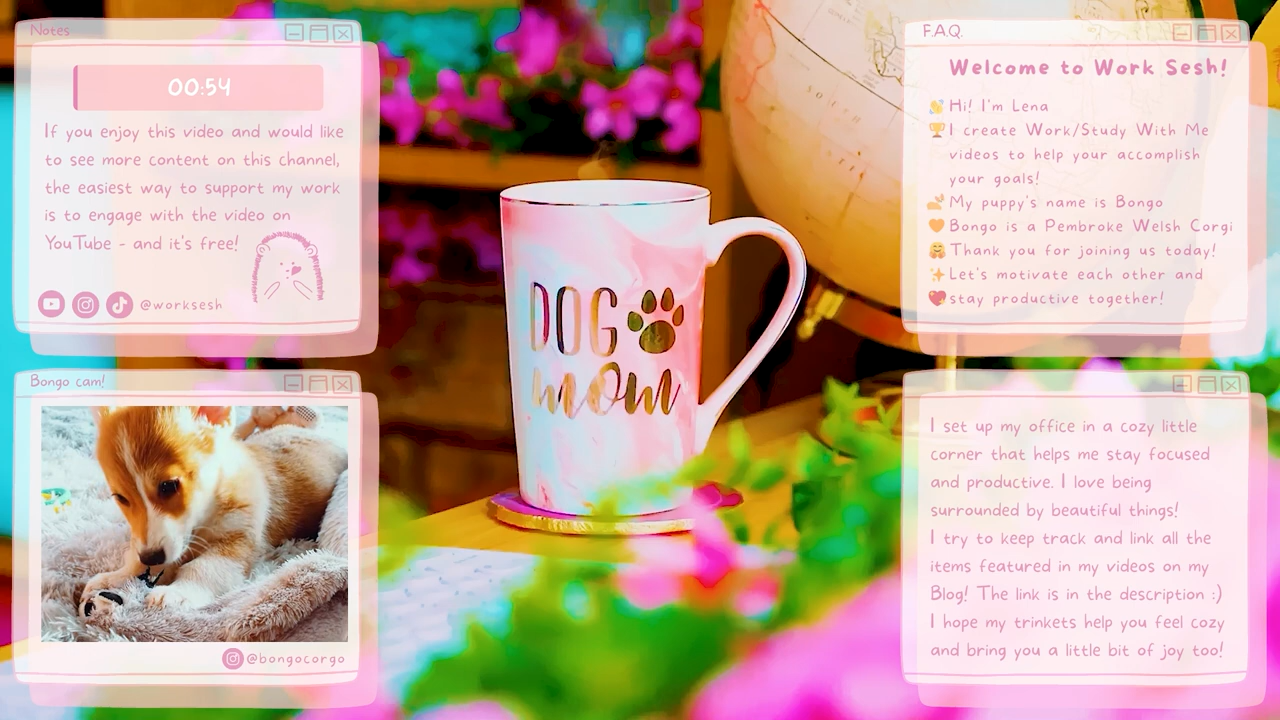 Notes
00:54
If you enjoy this video and would like
to see more content on this channel,
the easiest way to support my work
is to engage with the video on
YouTube - and it's free!
@worksesh
Bongo cam!
@bongocorgo
DOG
mom
F.A.Q.
Welcome to Work Sesh!
Hi! I'm Lena
I create Work/Study With Me
videos to help your accomplish
your goals!
My puppy's name is Bongo
Bongo is a Pembroke Welsh Corgi
Thank you for joining us today!
Let's motivate each other and
stay productive together!
I set up my office in a cozy little
corner that helps me stay focused
and productive. I love being
surrounded by beautiful things!
I try to keep track and link all the
items featured in my videos on my
Blog! The link is in the description :)
I hope my trinkets help you feel cozy
and bring you a little bit of joy too!